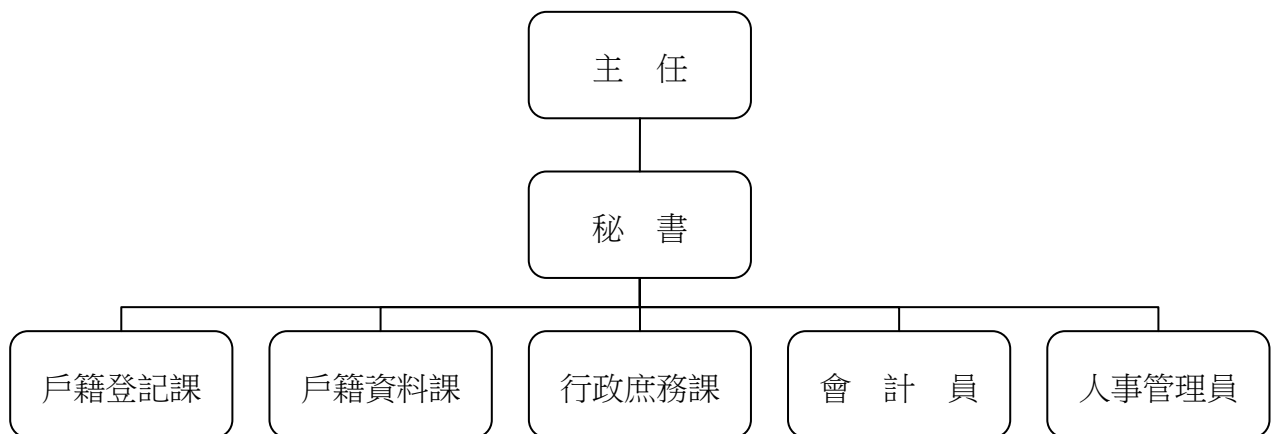 主　任
秘　書
戶籍登記課
戶籍資料課
行政庶務課
會　計　員
人事管理員